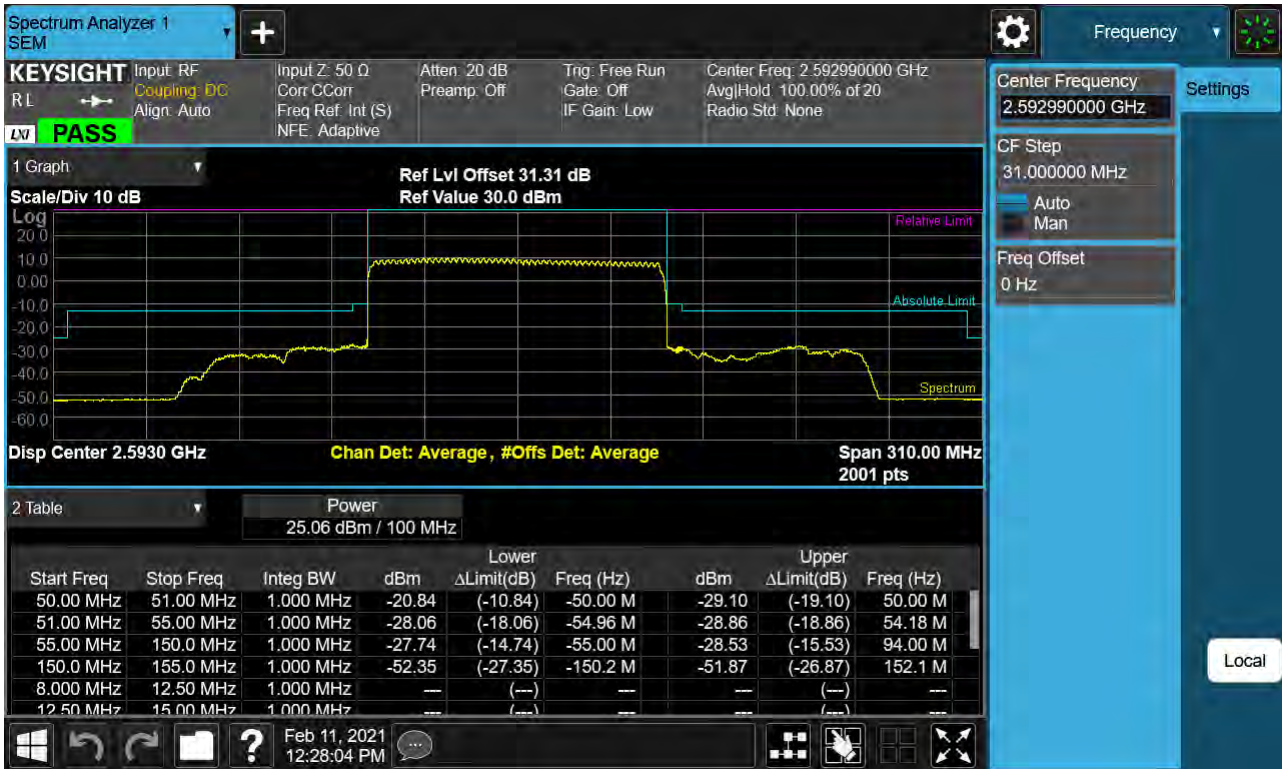 Spectrum Analyzer 1
SEM
+
Frequency
KEYSIGHT
R L
LXI
PASS
Input: RF
Coupling: DC
Align: Auto
Input Z: 50 Ω
Corr CCorr
Freq Ref: Int (S)
NFE: Adaptive
Atten: 20 dB
Preamp: Off
Trig: Free Run
Gate: Off
IF Gain: Low
Center Freq: 2.592990000 GHz
Avg|Hold: 100.00% of 20
Radio Std: None
Center Frequency
2.592990000 GHz
Settings
CF Step
31.000000 MHz
Auto
Man
Freq Offset
0 Hz
Local
1 Graph
Scale/Div 10 dB
Ref Lvl Offset 31.31 dB
Ref Value 30.0 dBm
Log
20.0
10.0
0.00
-10.0
-20.0
-30.0
-40.0
-50.0
-60.0
Relative Limit
Absolute Limit
Spectrum
Disp Center 2.5930 GHz
Chan Det: Average, #Offs Det: Average
Span 310.00 MHz
2001 pts
2 Table
Power
25.06 dBm / 100 MHz
Lower Upper
Start Freq Stop Freq Integ BW dBm ΔLimit(dB) Freq (Hz) dBm ΔLimit(dB) Freq (Hz)
50.00 MHz 51.00 MHz 1.000 MHz -20.84 (-10.84) -50.00 M -29.10 (-19.10) 50.00 M
51.00 MHz 55.00 MHz 1.000 MHz -28.06 (-18.06) -54.96 M -28.86 (-18.86) 54.18 M
55.00 MHz 150.0 MHz 1.000 MHz -27.74 (-14.74) -55.00 M -28.53 (-15.53) 94.00 M
150.0 MHz 155.0 MHz 1.000 MHz -52.35 (-27.35) -150.2 M -51.87 (-26.87) 152.1 M
8.000 MHz 12.50 MHz 1.000 MHz --- (---) --- --- (---) ---
12.50 MHz 15.00 MHz 1.000 MHz --- (---) --- --- (---) ---
?
Feb 11, 2021
12:28:04 PM